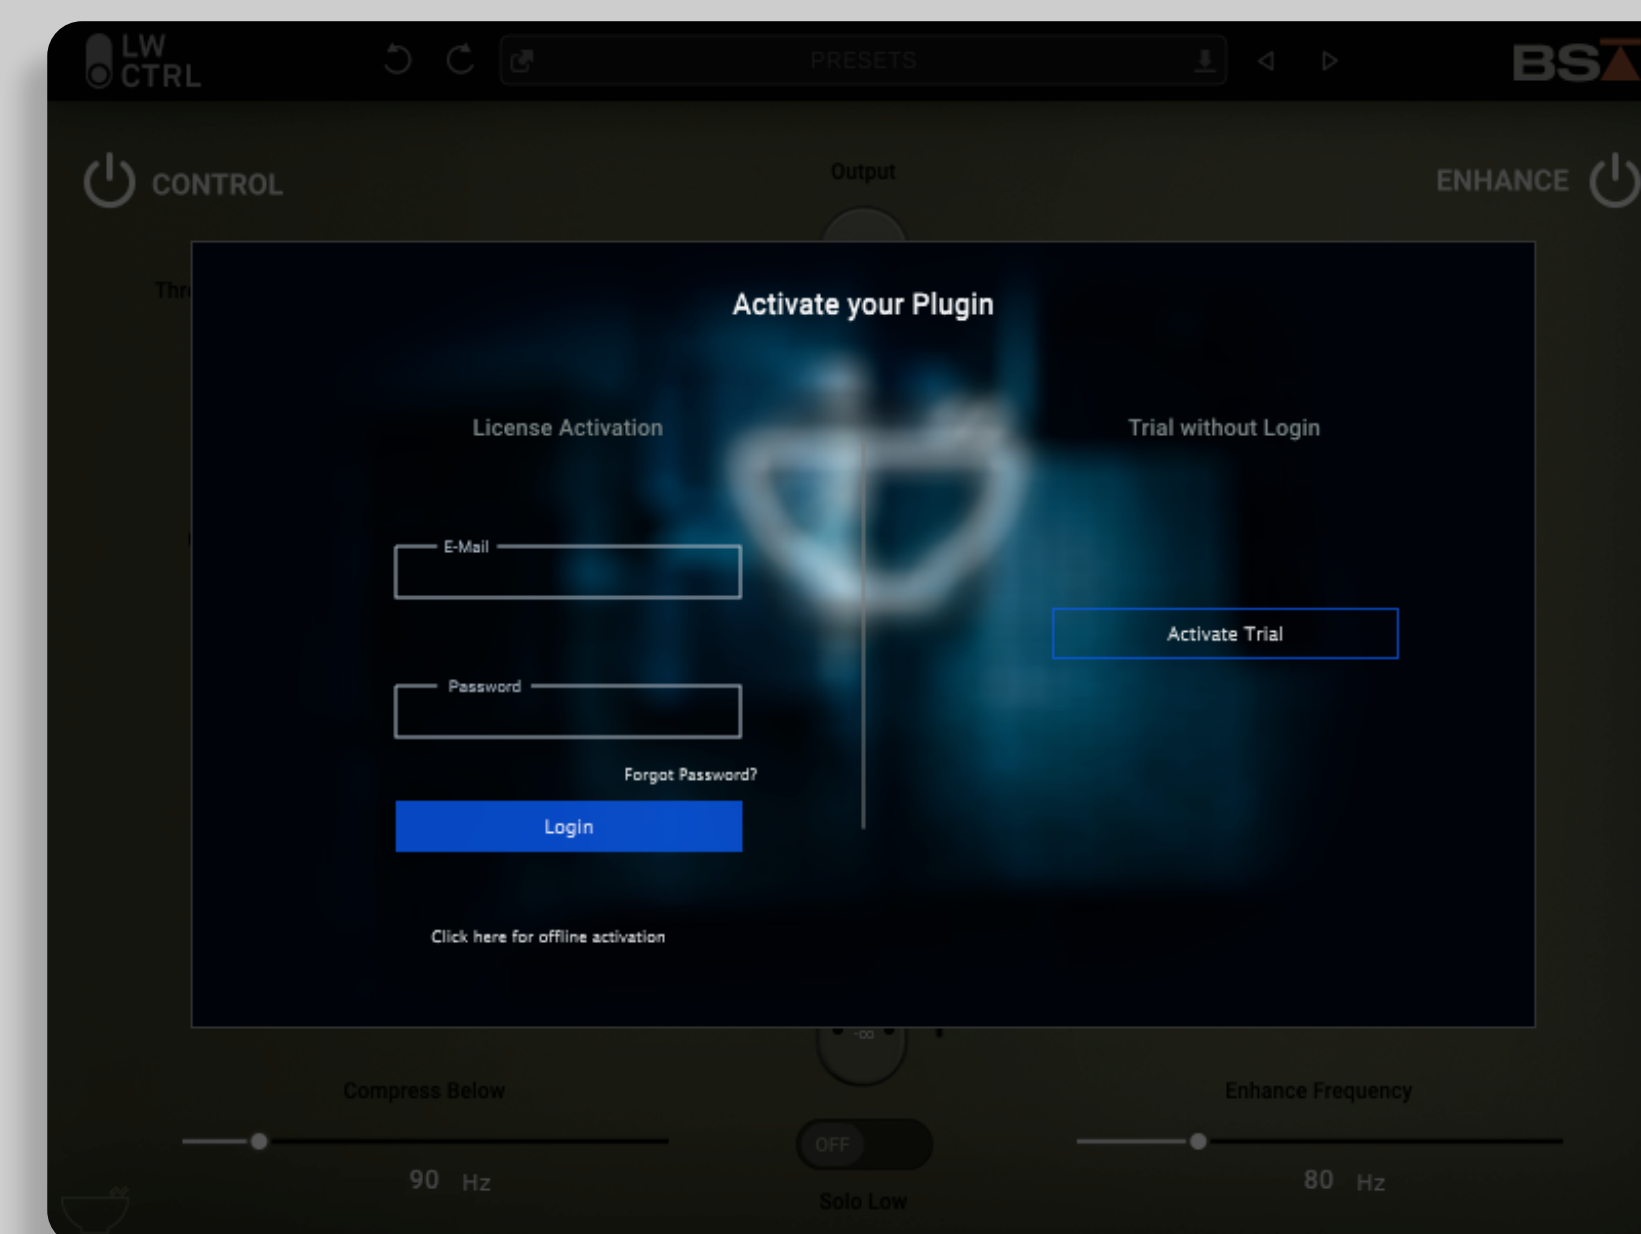 LW
CTRL
PRESETS
BS
CONTROL
Output
ENHANCE
Activate your Plugin
License Activation
Trial without Login
E-Mail
Activate Trial
Password
Forgot Password?
Login
Click here for offline activation
-∞
Compress Below
Enhance Frequency
OFF
90 Hz
80 Hz
Solo Low